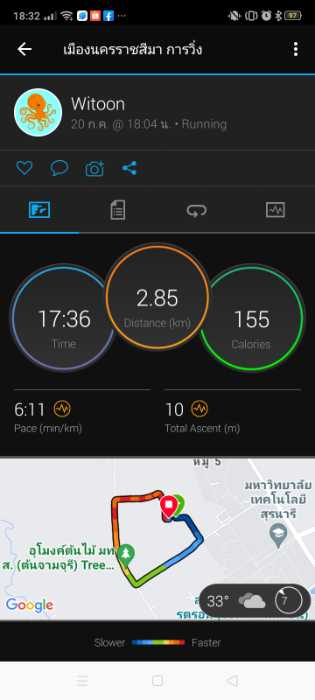 18:32
97
เมืองนครราชสีมา การวิ่ง
Witoon
20 ก.ค. @ 18:04 น. • Running
17:36
Time
2.85
Distance (km)
155
Calories
6:11
Pace (min/km)
10
Total Ascent (m)
หมู่ 5
มหาวิทยาลัย
เทคโนโลยี
สุรนารี
อุโมงค์ต้นไม้ มท
ส. (ต้นจามจุรี) Tree...
33°
7
Google
Slower
Faster